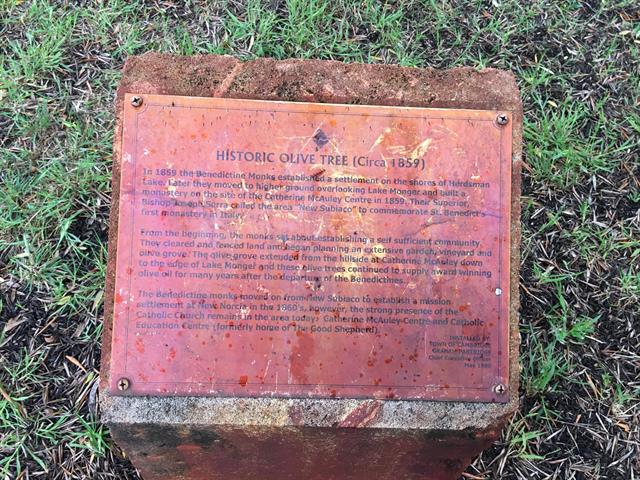 HISTORIC OLIVE TREE (Circa 1859)
In 1859 the Benedictine Monks established a settlement on the shores of Herdsman
Lake. Later they moved to higher ground overlooking Lake Monger and built a
monastery on the site of the Catherine McAuley Centre in 1859. Their Superior,
Bishop Joseph Serra called the area "New Subiaco" to commemorate St. Benedict's
first monastery in Italy.
From the beginning, the monks set about establishing a self sufficient community.
They cleared and fenced land and began planning an extensive garden, vineyard and
olive grove. The olive grove extended from the hillside at Catherine McAuley down
to the edge of Lake Monger and these olive trees continued to supply award winning
olive oil for many years after the departure of the Benedictines.
The Benedictine monks moved on from New Subiaco to establish a mission
settlement at New Norcia in the 1860's, however, the strong presence of the
Catholic Church remains in the area today: Catherine McAuley Centre and Catholic
Education Centre (formerly home of The Good Shepherd).
INSTALLED BY
TOWN OF CAMBRIDGE
GRAHAM PARTRIDGE
Chief Executive Officer
May